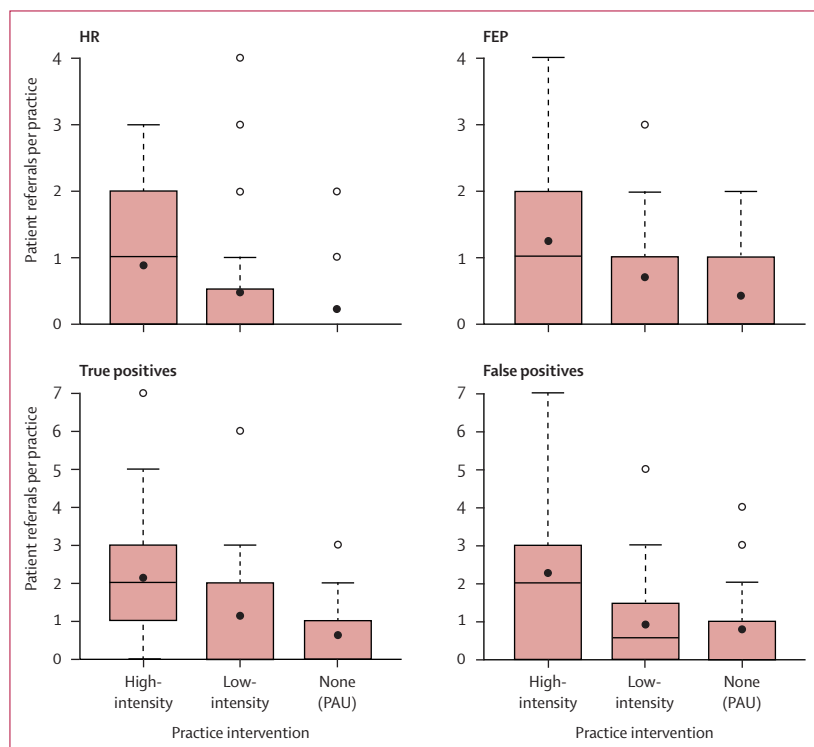 HR
Patient referrals per practice
4
3
2
1
0
FEP
4
3
2
1
0
True positives
Patient referrals per practice
7
6
5
4
3
2
1
0
High-
intensity
Low-
intensity
None
(PAU)
Practice intervention
False positives
7
6
5
4
3
2
1
0
High-
intensity
Low-
intensity
None
(PAU)
Practice intervention